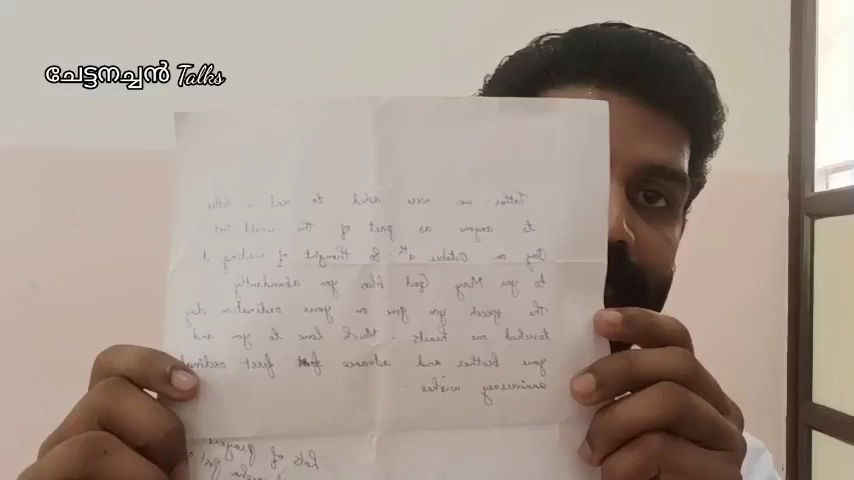 ചേട്ടനച്ചൻ Talks
Father we were asked to send a letter
to anyone as part of the world post
Day on October 9th. So thought of writing it
to you May God bless you abundantly
The speech you gave on your ordination day
touched our hearts. Much love to you and
your brother and advance first
anniversary wishes.
Lots of prayers